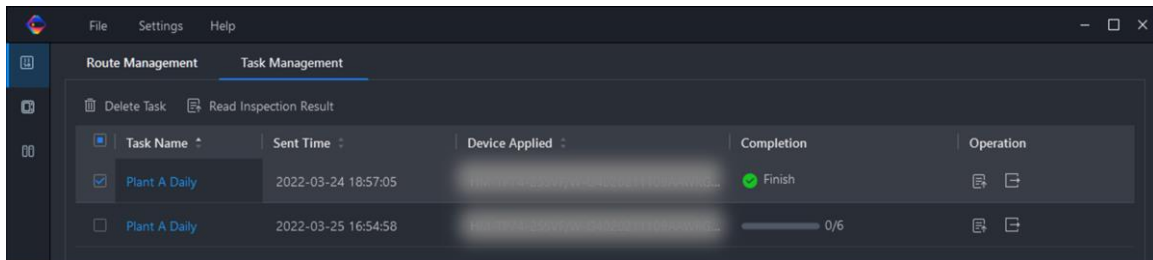 File Settings Help
Route Management Task Management
Delete Task Read Inspection Result
Task Name Sent Time Device Applied Completion Operation
Plant A Daily 2022-03-24 18:57:05 Finish
Plant A Daily 2022-03-25 16:54:58 0/6